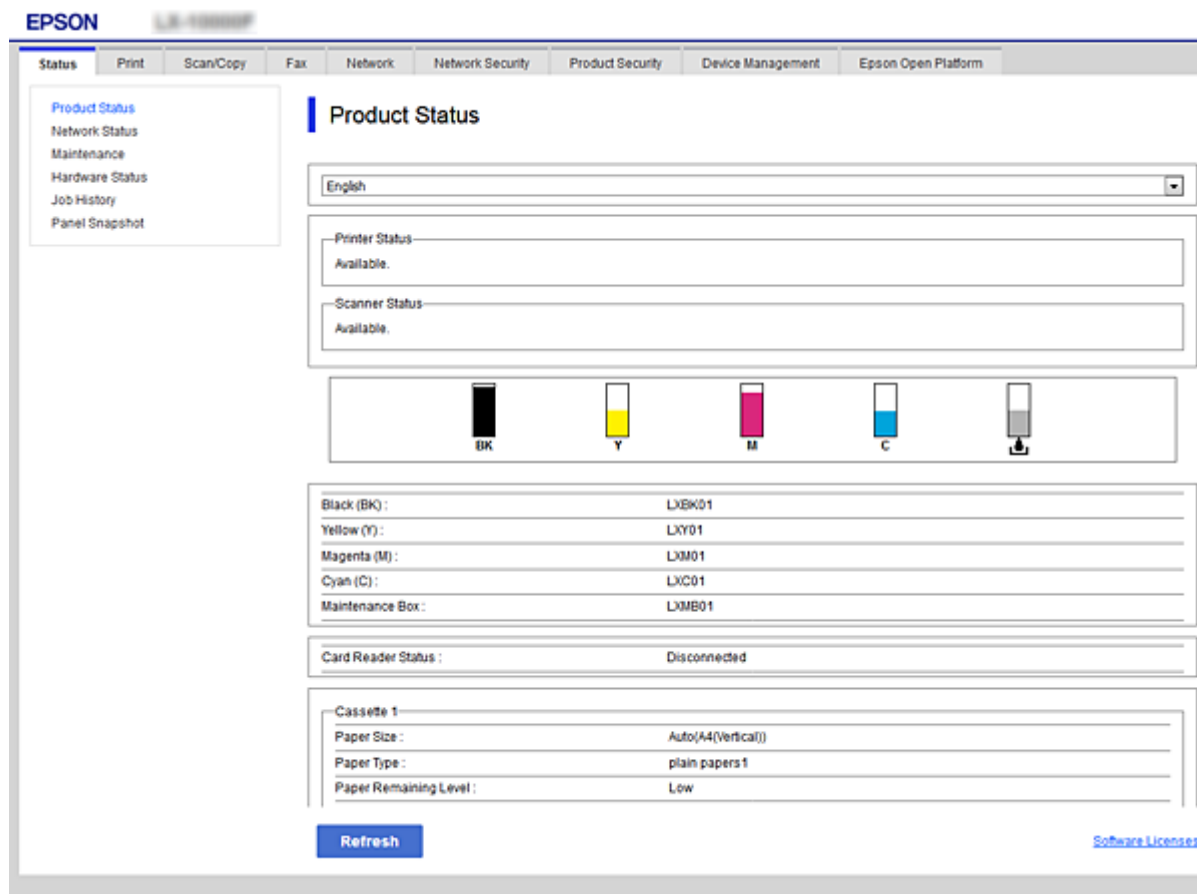 EPSON
Status Print Scan/Copy Fax Network Network Security Product Security Device Management Epson Open Platform
Product Status
Network Status
Maintenance
Hardware Status
Job History
Panel Snapshot
Product Status
English
Printer Status
Available.
Scanner Status
Available.
BK Y M C
Black (BK) : LXBK01
Yellow (Y) : LXY01
Magenta (M) : LXM01
Cyan (C) : LXC01
Maintenance Box : LXMB01
Card Reader Status : Disconnected
Cassette 1
Paper Size : Auto(A4(Vertical))
Paper Type : plain papers1
Paper Remaining Level : Low
Refresh
Software Licenses